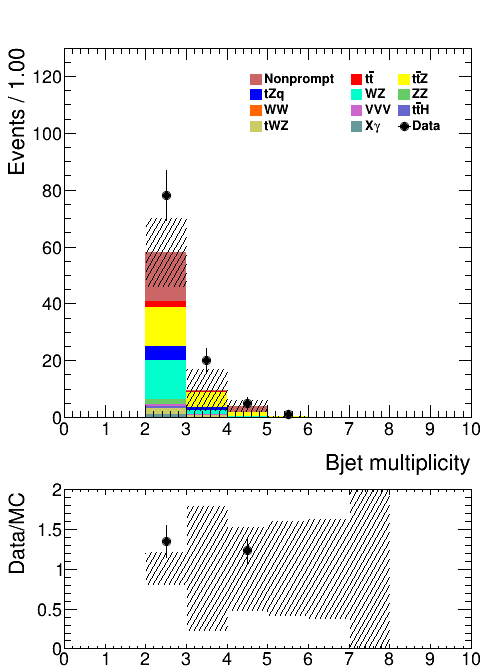 Events / 1.00
120
100
80
60
40
20
0
Nonprompt tt̄ tt̄Z
tZq WZ ZZ
WW VVV tt̄H
tWZ Xγ Data
0 1 2 3 4 5 6 7 8 9 10
Bjet multiplicity
Data/MC
2
1.5
1
0.5
0
0 1 2 3 4 5 6 7 8 9 10